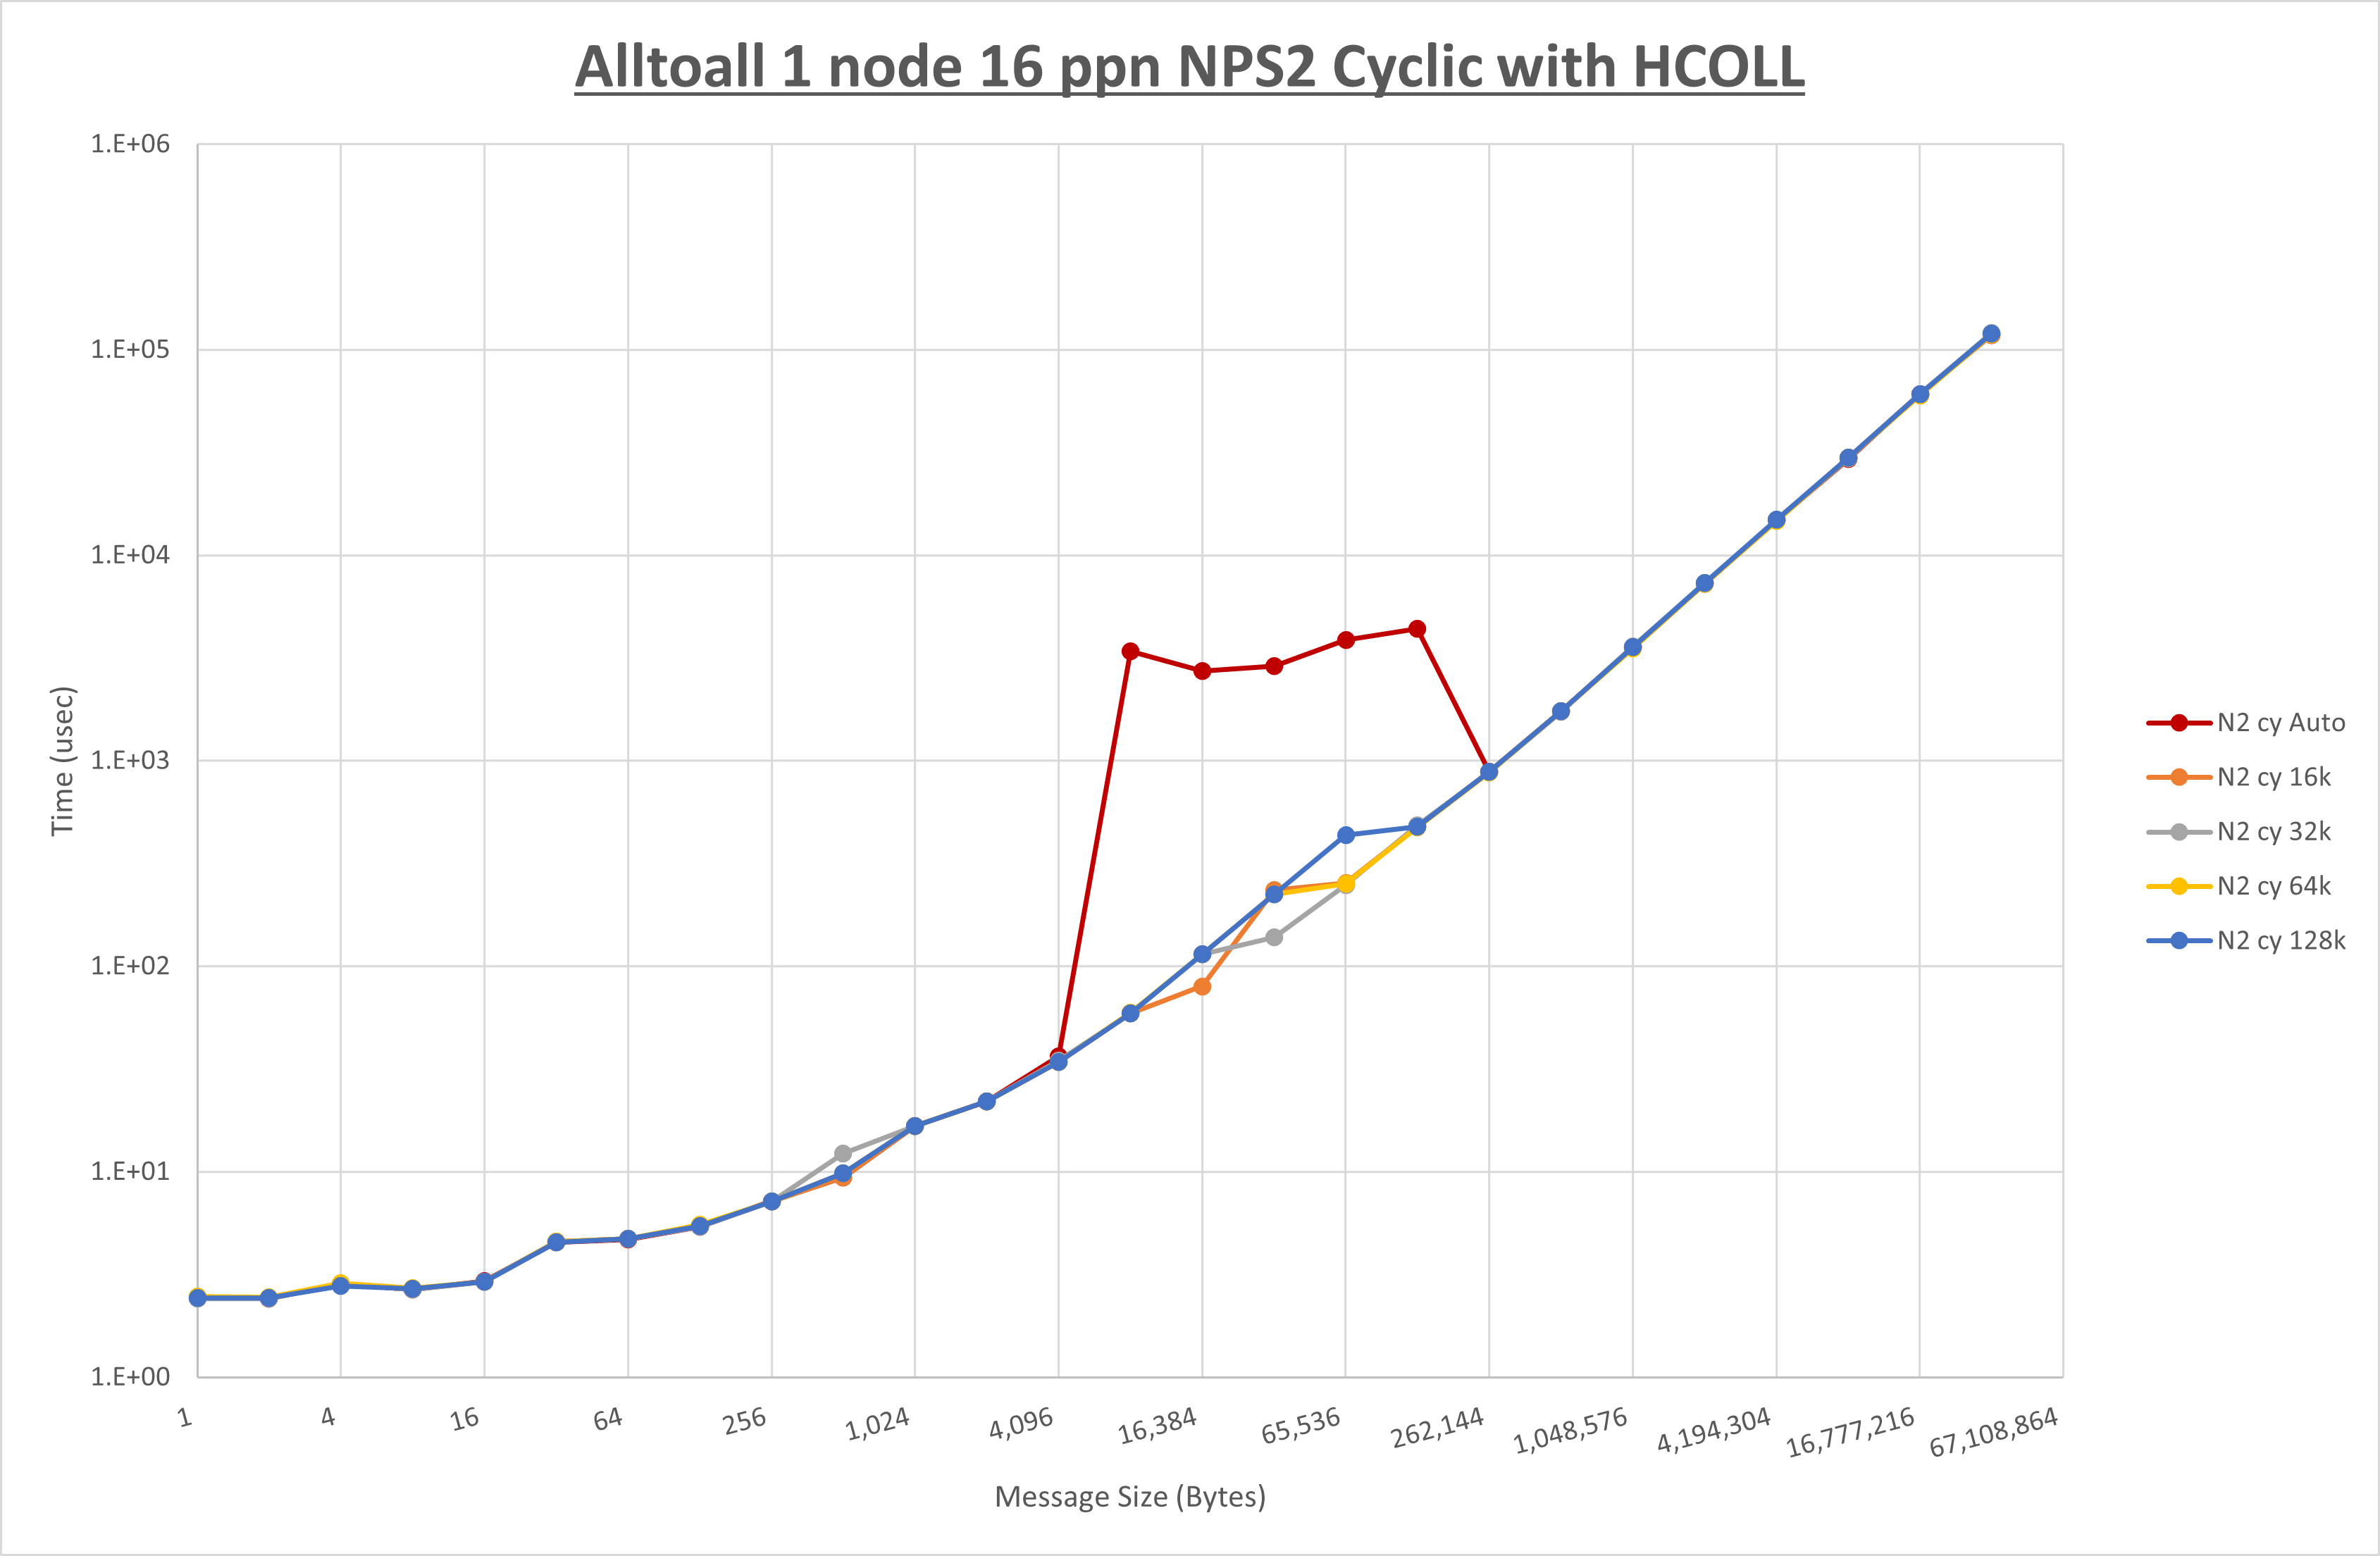 Alltoall 1 node 16 ppn NPS2 Cyclic with HCOLL
1.E+06
1.E+05
1.E+04
1.E+03
1.E+02
1.E+01
1.E+00
Time (usec)
1
4
16
64
256
1,024
4,096
16,384
65,536
262,144
1,048,576
4,194,304
16,777,216
67,108,864
Message Size (Bytes)
N2 cy Auto
N2 cy 16k
N2 cy 32k
N2 cy 64k
N2 cy 128k